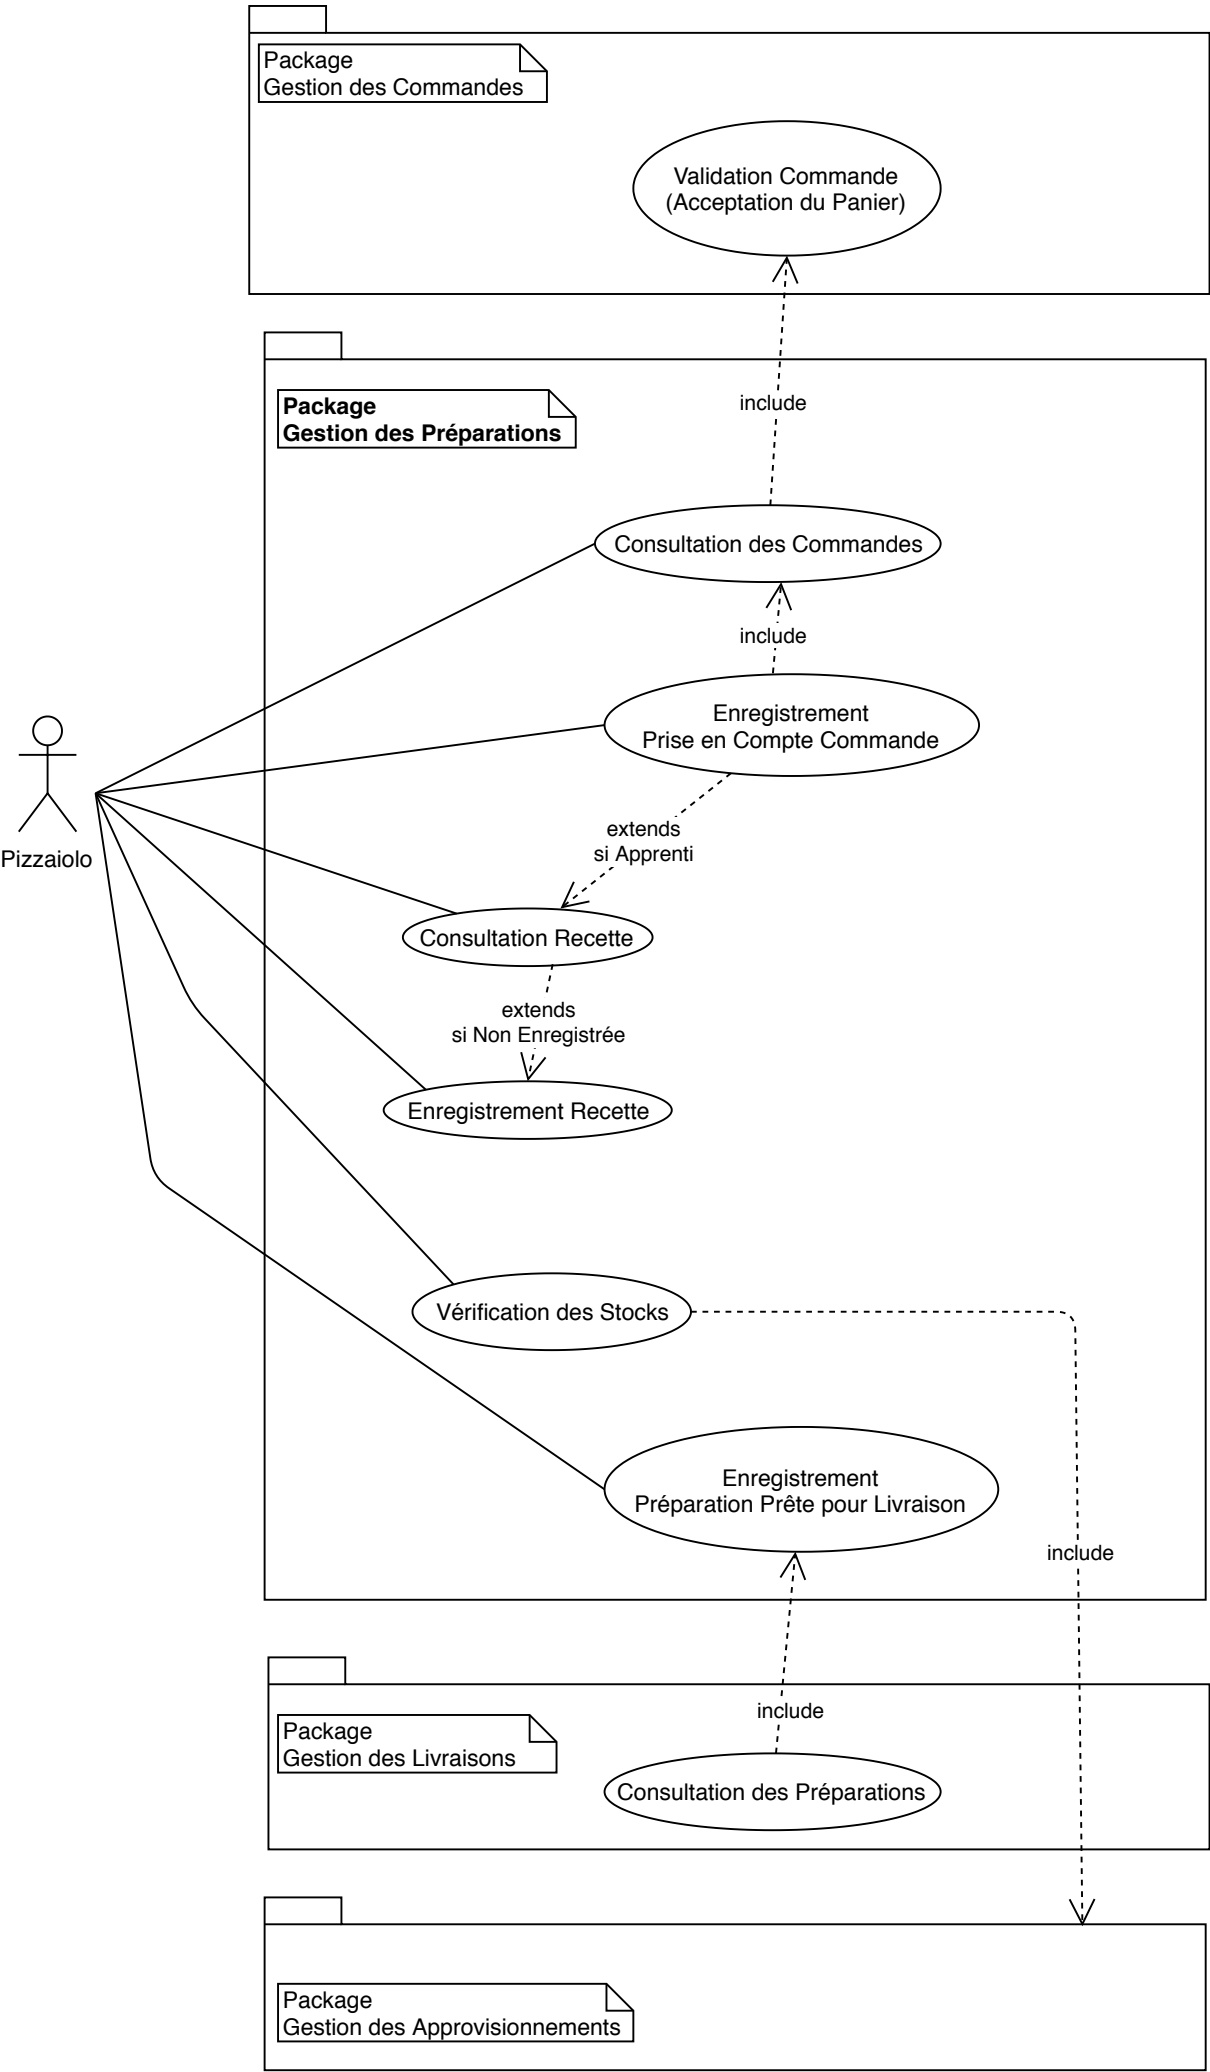 Package
Gestion des Commandes
Validation Commande
(Acceptation du Panier)
include
Package
Gestion des Préparations
Consultation des Commandes
include
Enregistrement
Prise en Compte Commande
extends
si Apprenti
Pizzaiolo
Consultation Recette
extends
si Non Enregistrée
Enregistrement Recette
Vérification des Stocks
Enregistrement
Préparation Prête pour Livraison
include
include
Package
Gestion des Livraisons
Consultation des Préparations
Package
Gestion des Approvisionnements